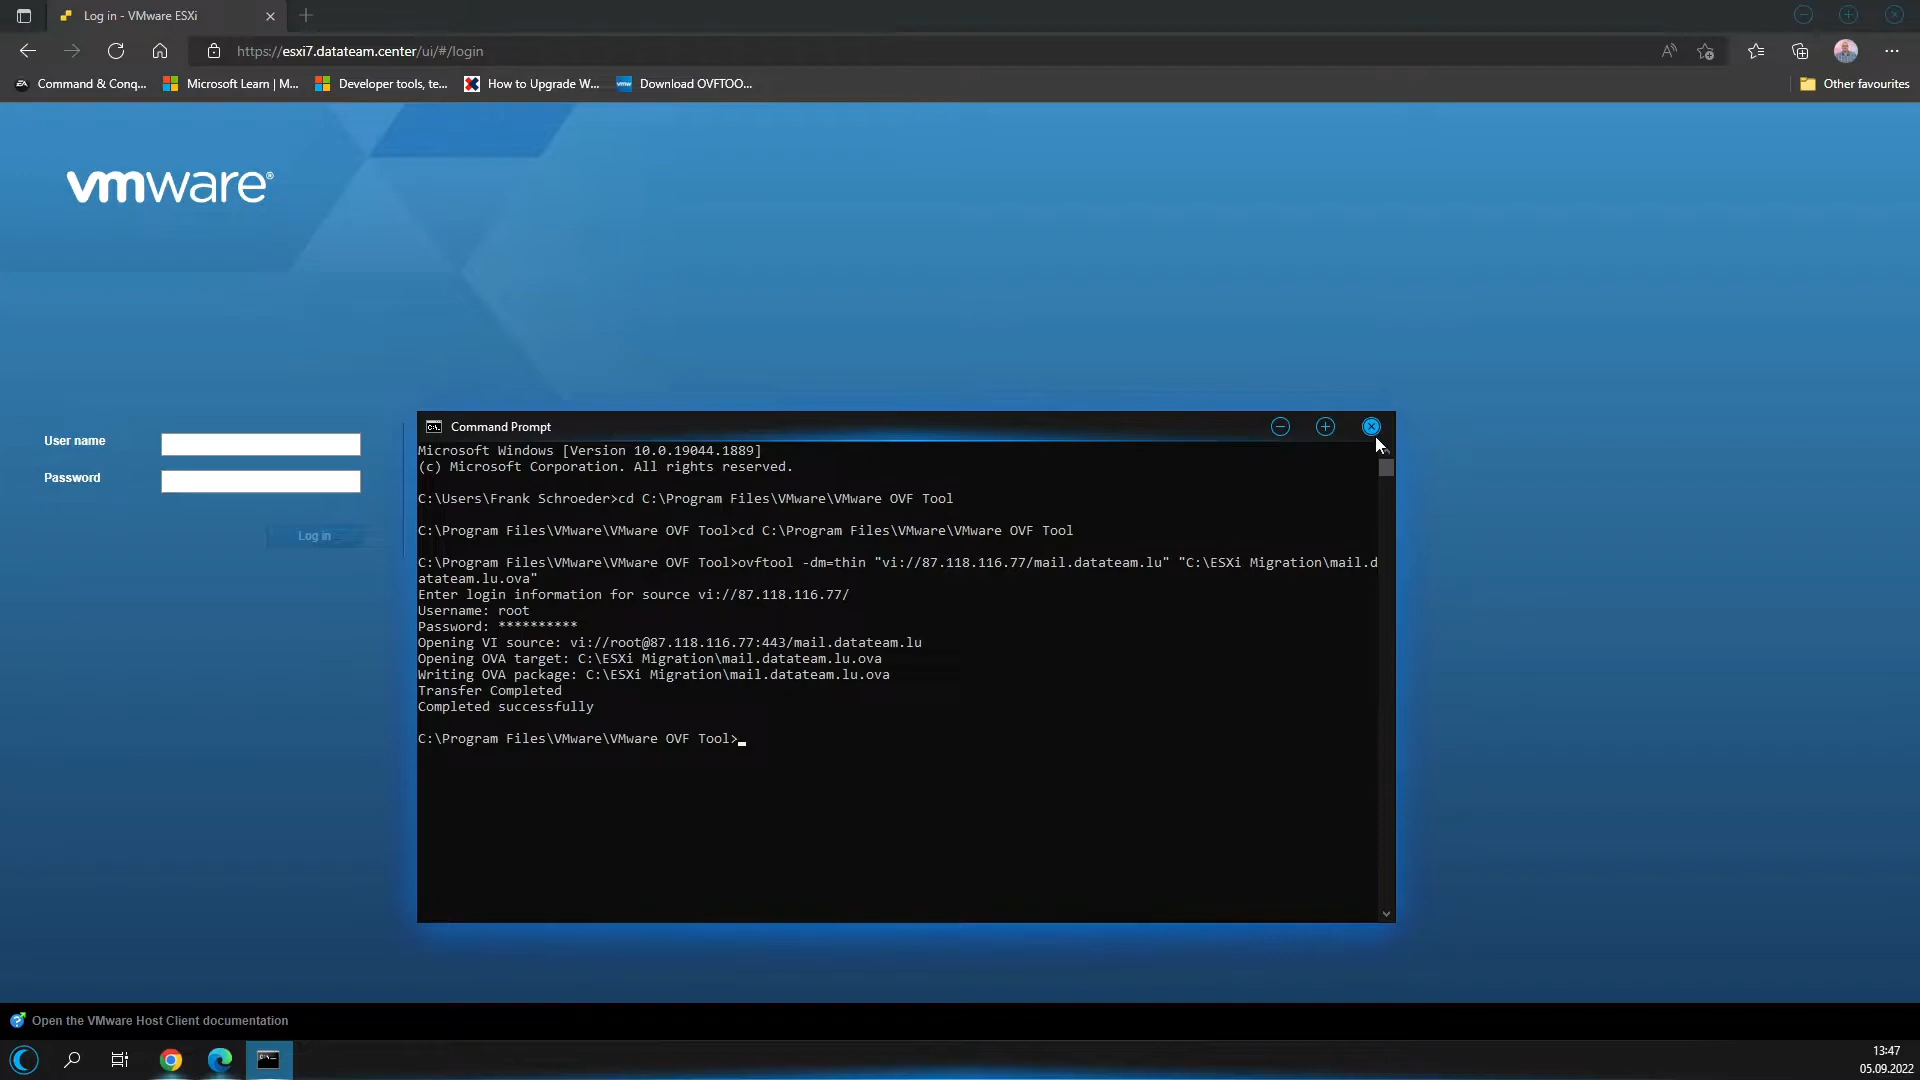 Log in - VMware ESXi
https://esxi7.datateam.center/ui/#/login
Command & Conq...
Microsoft Learn | M...
Developer tools, te...
How to Upgrade W...
Download OVFTOO...
Other favourites
vmware®
User name
Password
Log in
Command Prompt
Microsoft Windows [Version 10.0.19044.1889]
(c) Microsoft Corporation. All rights reserved.
C:\Users\Frank Schroeder>cd C:\Program Files\VMware\VMware OVF Tool
C:\Program Files\VMware\VMware OVF Tool>cd C:\Program Files\VMware\VMware OVF Tool
C:\Program Files\VMware\VMware OVF Tool>ovftool -dm=thin "vi://87.118.116.77/mail.datateam.lu" "C:\ESXi Migration\mail.d
atateam.lu.ova"
Enter login information for source vi://87.118.116.77/
Username: root
Password: **********
Opening VI source: vi://root@87.118.116.77:443/mail.datateam.lu
Opening OVA target: C:\ESXi Migration\mail.datateam.lu.ova
Writing OVA package: C:\ESXi Migration\mail.datateam.lu.ova
Transfer Completed
Completed successfully
C:\Program Files\VMware\VMware OVF Tool>
Open the VMware Host Client documentation
13:47
05.09.2022